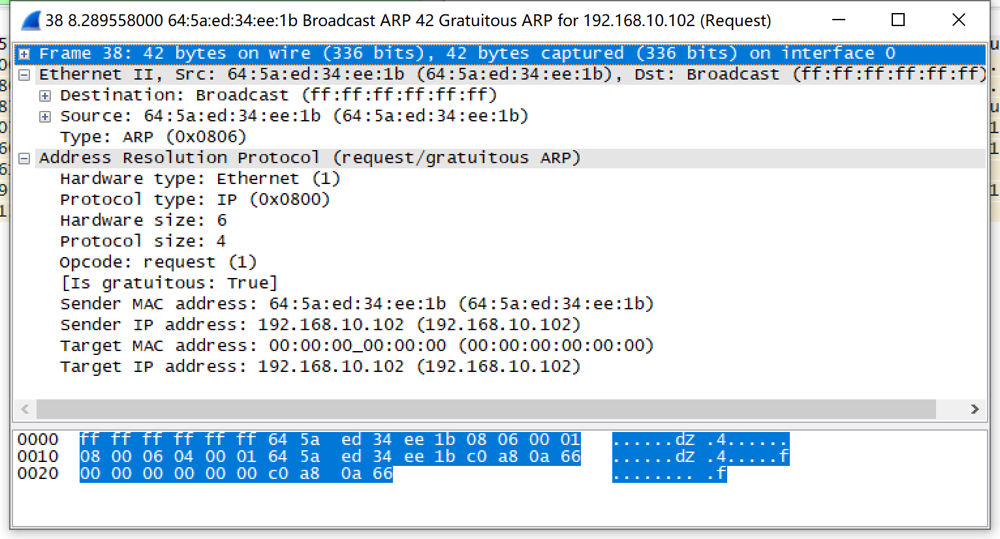 38 8.289558000 64:5a:ed:34:ee:1b Broadcast ARP 42 Gratuitous ARP for 192.168.10.102 (Request)
Frame 38: 42 bytes on wire (336 bits), 42 bytes captured (336 bits) on interface 0
Ethernet II, Src: 64:5a:ed:34:ee:1b (64:5a:ed:34:ee:1b), Dst: Broadcast (ff:ff:ff:ff:ff:ff)
Destination: Broadcast (ff:ff:ff:ff:ff:ff)
Source: 64:5a:ed:34:ee:1b (64:5a:ed:34:ee:1b)
Type: ARP (0x0806)
Address Resolution Protocol (request/gratuitous ARP)
Hardware type: Ethernet (1)
Protocol type: IP (0x0800)
Hardware size: 6
Protocol size: 4
Opcode: request (1)
[Is gratuitous: True]
Sender MAC address: 64:5a:ed:34:ee:1b (64:5a:ed:34:ee:1b)
Sender IP address: 192.168.10.102 (192.168.10.102)
Target MAC address: 00:00:00_00:00:00 (00:00:00:00:00:00)
Target IP address: 192.168.10.102 (192.168.10.102)
0000 ff ff ff ff ff ff 64 5a ed 34 ee 1b 08 06 00 01 ......dZ .4......
0010 08 00 06 04 00 01 64 5a ed 34 ee 1b c0 a8 0a 66 ......dZ .4.....f
0020 00 00 00 00 00 00 c0 a8 0a 66 ........ .f